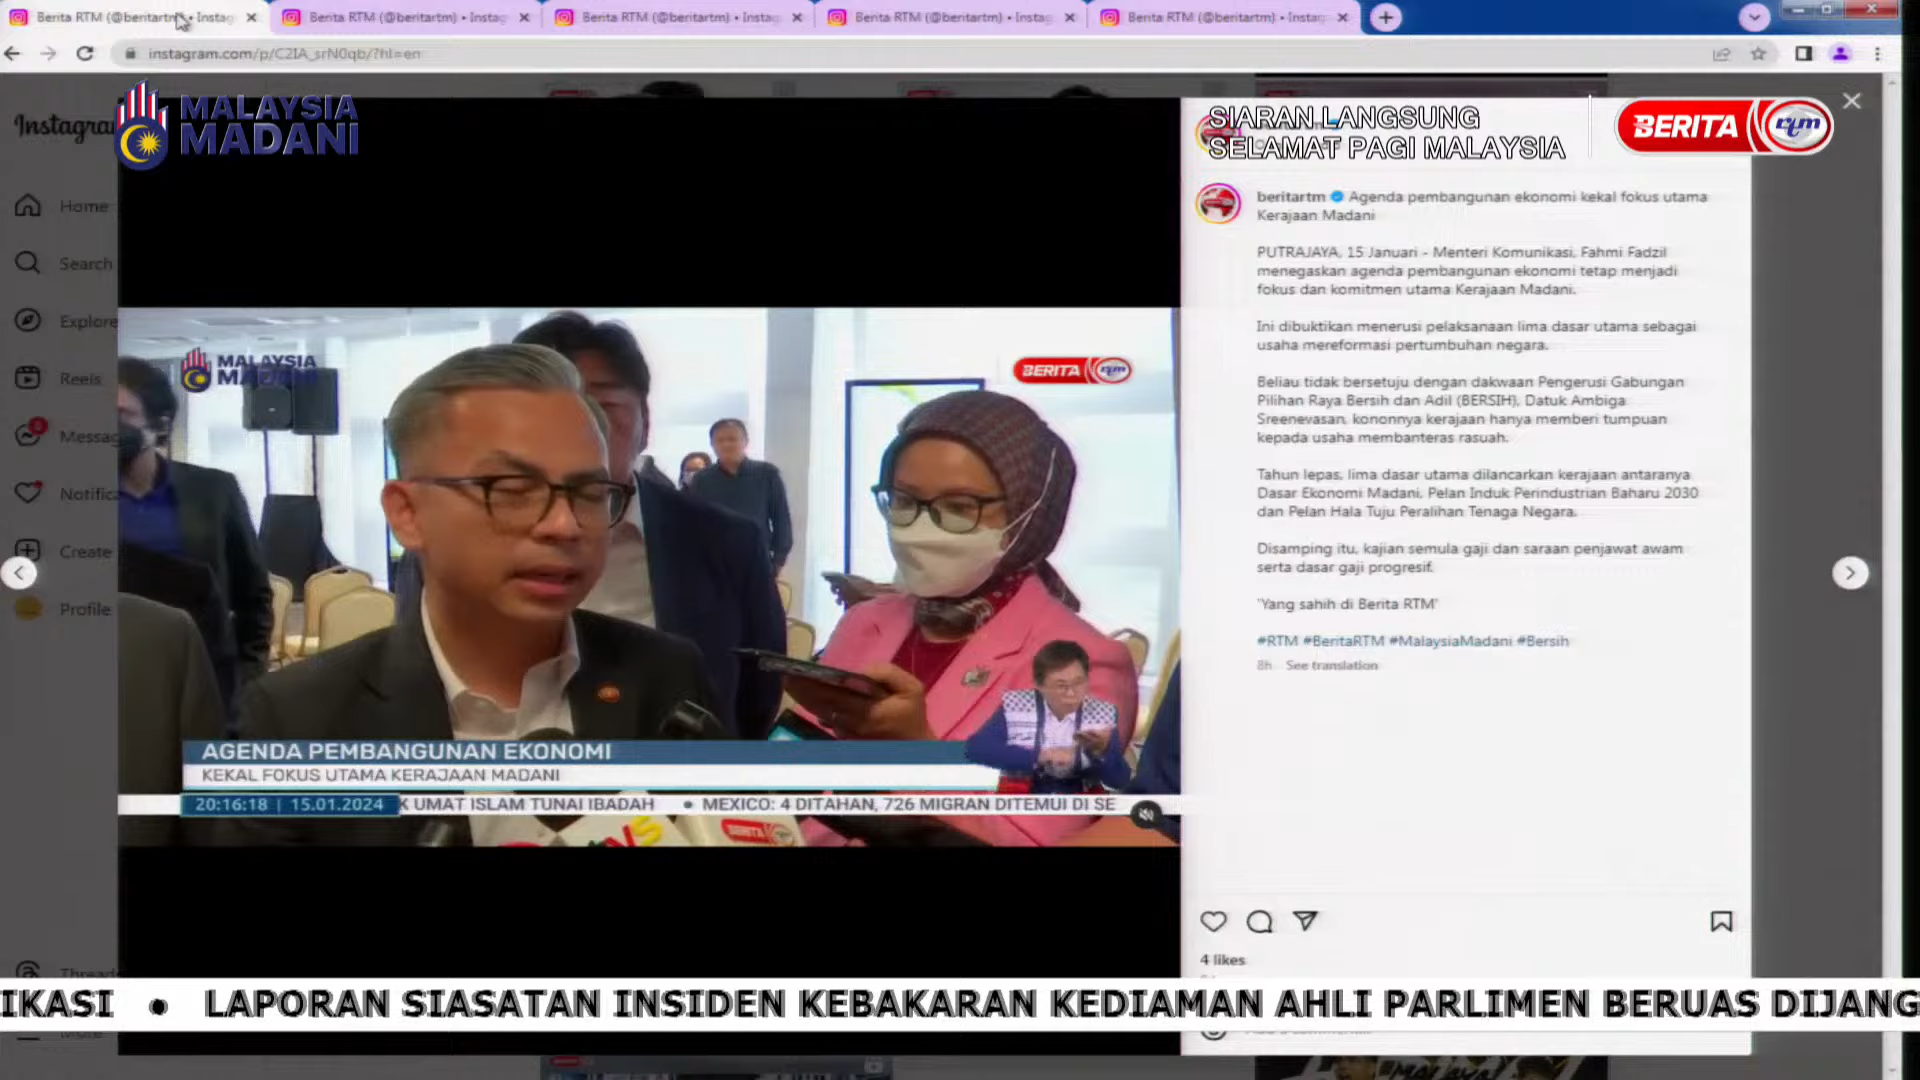 Berita RTM (@beritartm) • Instag
Berita RTM (@beritartm) • Instag
Berita RTM (@beritartm) • Instag
Berita RTM (@beritartm) • Instag
Berita RTM (@beritartm) • Instag
instagram.com/p/C2IA_srN0qb/?hl=en
Instagra
MALAYSIA
MADANI
SIARAN LANGSUNG
SELAMAT PAGI MALAYSIA
BERITA rtm
Home
Search
Explore
Reels
Messag
Notific
Create
Profile
Threads
More
beritartm Agenda pembangunan ekonomi kekal fokus utama
Kerajaan Madani
PUTRAJAYA, 15 Januari - Menteri Komunikasi, Fahmi Fadzil
menegaskan agenda pembangunan ekonomi tetap menjadi
fokus dan komitmen utama Kerajaan Madani.
Ini dibuktikan menerusi pelaksanaan lima dasar utama sebagai
usaha mereformasi pertumbuhan negara.
Beliau tidak bersetuju dengan dakwaan Pengerusi Gabungan
Pilihan Raya Bersih dan Adil (BERSIH), Datuk Ambiga
Sreenevasan, kononnya kerajaan hanya memberi tumpuan
kepada usaha membanteras rasuah.
Tahun lepas, lima dasar utama dilancarkan kerajaan antaranya
Dasar Ekonomi Madani, Pelan Induk Perindustrian Baharu 2030
dan Pelan Hala Tuju Peralihan Tenaga Negara.
Disamping itu, kajian semula gaji dan saraan penjawat awam
serta dasar gaji progresif.
'Yang sahih di Berita RTM'
#RTM #BeritaRTM #MalaysiaMadani #Bersih
8h See translation
4 likes
MALAYSIA
BERITA rtm
AGENDA PEMBANGUNAN EKONOMI
KEKAL FOKUS UTAMA KERAJAAN MADANI
20:16:18 | 15.01.2024 K UMAT ISLAM TUNAI IBADAH • MEXICO: 4 DITAHAN, 726 MIGRAN DITEMUI DI SE
BERITA
IKASI • LAPORAN SIASATAN INSIDEN KEBAKARAN KEDIAMAN AHLI PARLIMEN BERUAS DIJANG